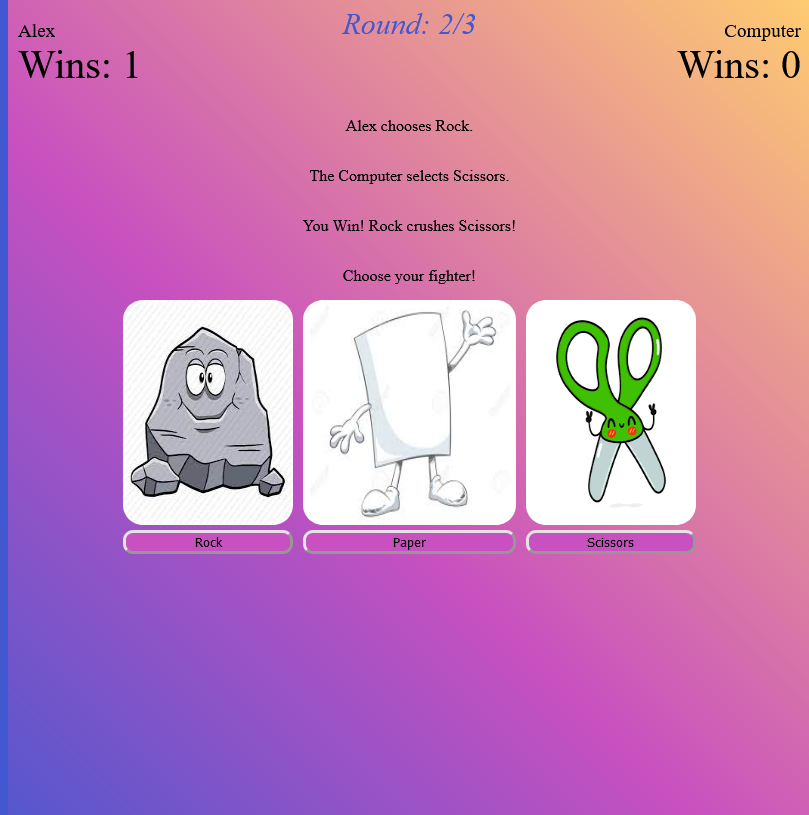 Round: 2/3
Alex
Wins: 1
Computer
Wins: 0
Alex chooses Rock.
The Computer selects Scissors.
You Win! Rock crushes Scissors!
Choose your fighter!
Rock
Paper
Scissors